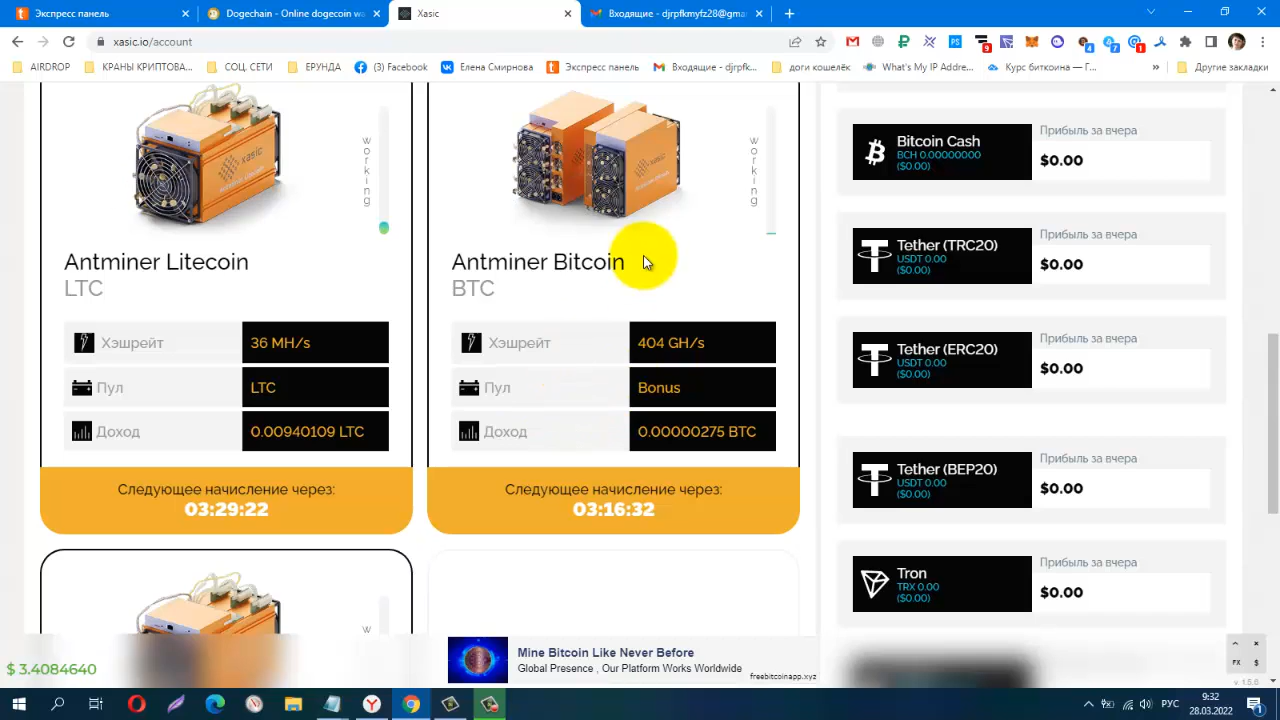 Экспресс панель
Dogechain - Online dogecoin wa
Xasic
Входящие - djrpfkmyfz28@gma
xasic.io/account
AIRDROP
КРАНЫ КРИПТОВА...
СОЦ. СЕТИ
ЕРУНДА
(3) Facebook
Елена Смирнова
Экспресс панель
Входящие - djrpfk...
доги кошелёк
What's My IP Addre...
Курс биткоина — Г...
»
Другие закладки
working
Antminer Litecoin
LTC
Хэшрейт
36 MH/s
Пул
LTC
Доход
0.00940109 LTC
Следующее начисление через:
03:29:22
working
Antminer Bitcoin
BTC
Хэшрейт
404 GH/s
Пул
Bonus
Доход
0.00000275 BTC
Следующее начисление через:
03:16:32
w
Bitcoin Cash
BCH 0.00000000
($0.00)
Прибыль за вчера
$0.00
Tether (TRC20)
USDT 0.00
($0.00)
Прибыль за вчера
$0.00
Tether (ERC20)
USDT 0.00
($0.00)
Прибыль за вчера
$0.00
Tether (BEP20)
USDT 0.00
($0.00)
Прибыль за вчера
$0.00
Tron
TRX 0.00
($0.00)
Прибыль за вчера
$0.00
$ 3.4084640
Mine Bitcoin Like Never Before
Global Presence , Our Platform Works Worldwide
freebitcoinapp.xyz
FX $
v. 1.5.6
РУС
9:32
28.03.2022